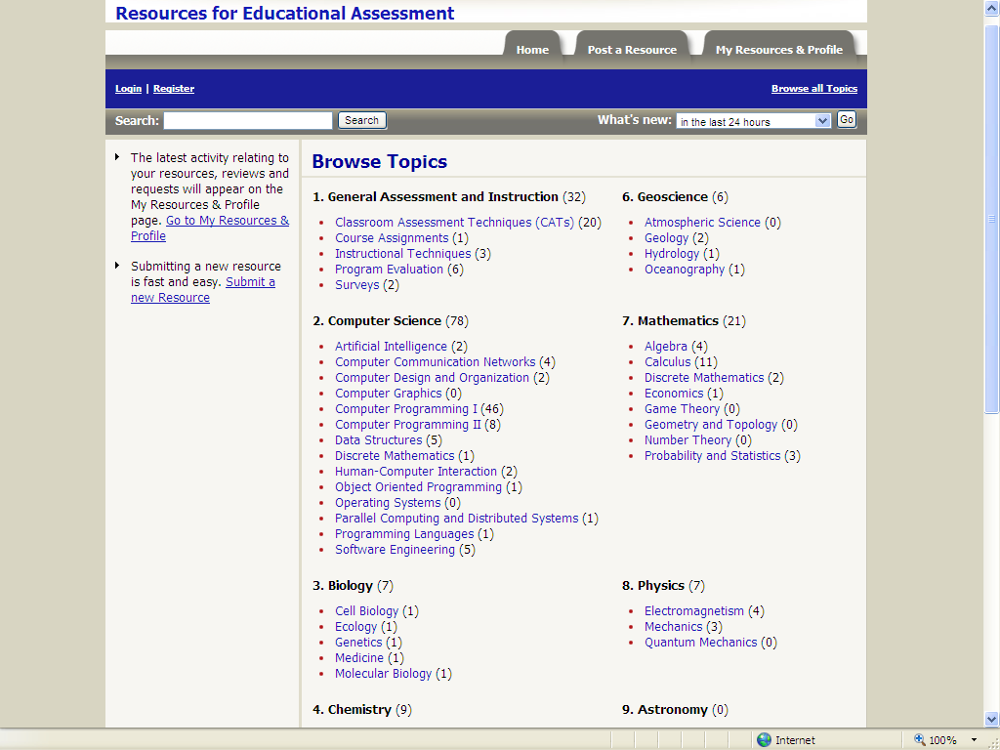 Resources for Educational Assessment
Home
Post a Resource
My Resources & Profile
Login | Register
Browse all Topics
Search:
Search
What's new:
in the last 24 hours
Go
The latest activity relating to
your resources, reviews and
requests will appear on the
My Resources & Profile
page. Go to My Resources &
Profile
Submitting a new resource
is fast and easy. Submit a
new Resource
Browse Topics
1. General Assessment and Instruction (32)
Classroom Assessment Techniques (CATs) (20)
Course Assignments (1)
Instructional Techniques (3)
Program Evaluation (6)
Surveys (2)
2. Computer Science (78)
Artificial Intelligence (2)
Computer Communication Networks (4)
Computer Design and Organization (2)
Computer Graphics (0)
Computer Programming I (46)
Computer Programming II (8)
Data Structures (5)
Discrete Mathematics (1)
Human-Computer Interaction (2)
Object Oriented Programming (1)
Operating Systems (0)
Parallel Computing and Distributed Systems (1)
Programming Languages (1)
Software Engineering (5)
3. Biology (7)
Cell Biology (1)
Ecology (1)
Genetics (1)
Medicine (1)
Molecular Biology (1)
4. Chemistry (9)
6. Geoscience (6)
Atmospheric Science (0)
Geology (2)
Hydrology (1)
Oceanography (1)
7. Mathematics (21)
Algebra (4)
Calculus (11)
Discrete Mathematics (2)
Economics (1)
Game Theory (0)
Geometry and Topology (0)
Number Theory (0)
Probability and Statistics (3)
8. Physics (7)
Electromagnetism (4)
Mechanics (3)
Quantum Mechanics (0)
9. Astronomy (0)
Internet
100%